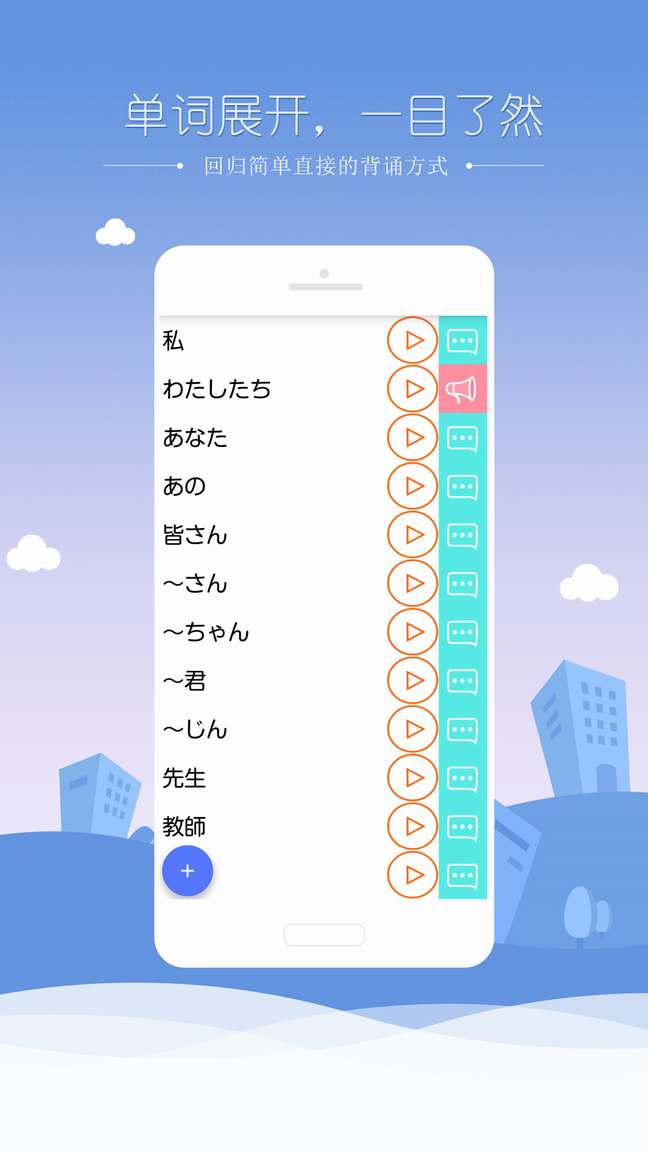 单词展开，一目了然
回归简单直接的背诵方式
私
わたしたち
あなた
あの
皆さん
～さん
～ちゃん
～君
～じん
先生
教師
+